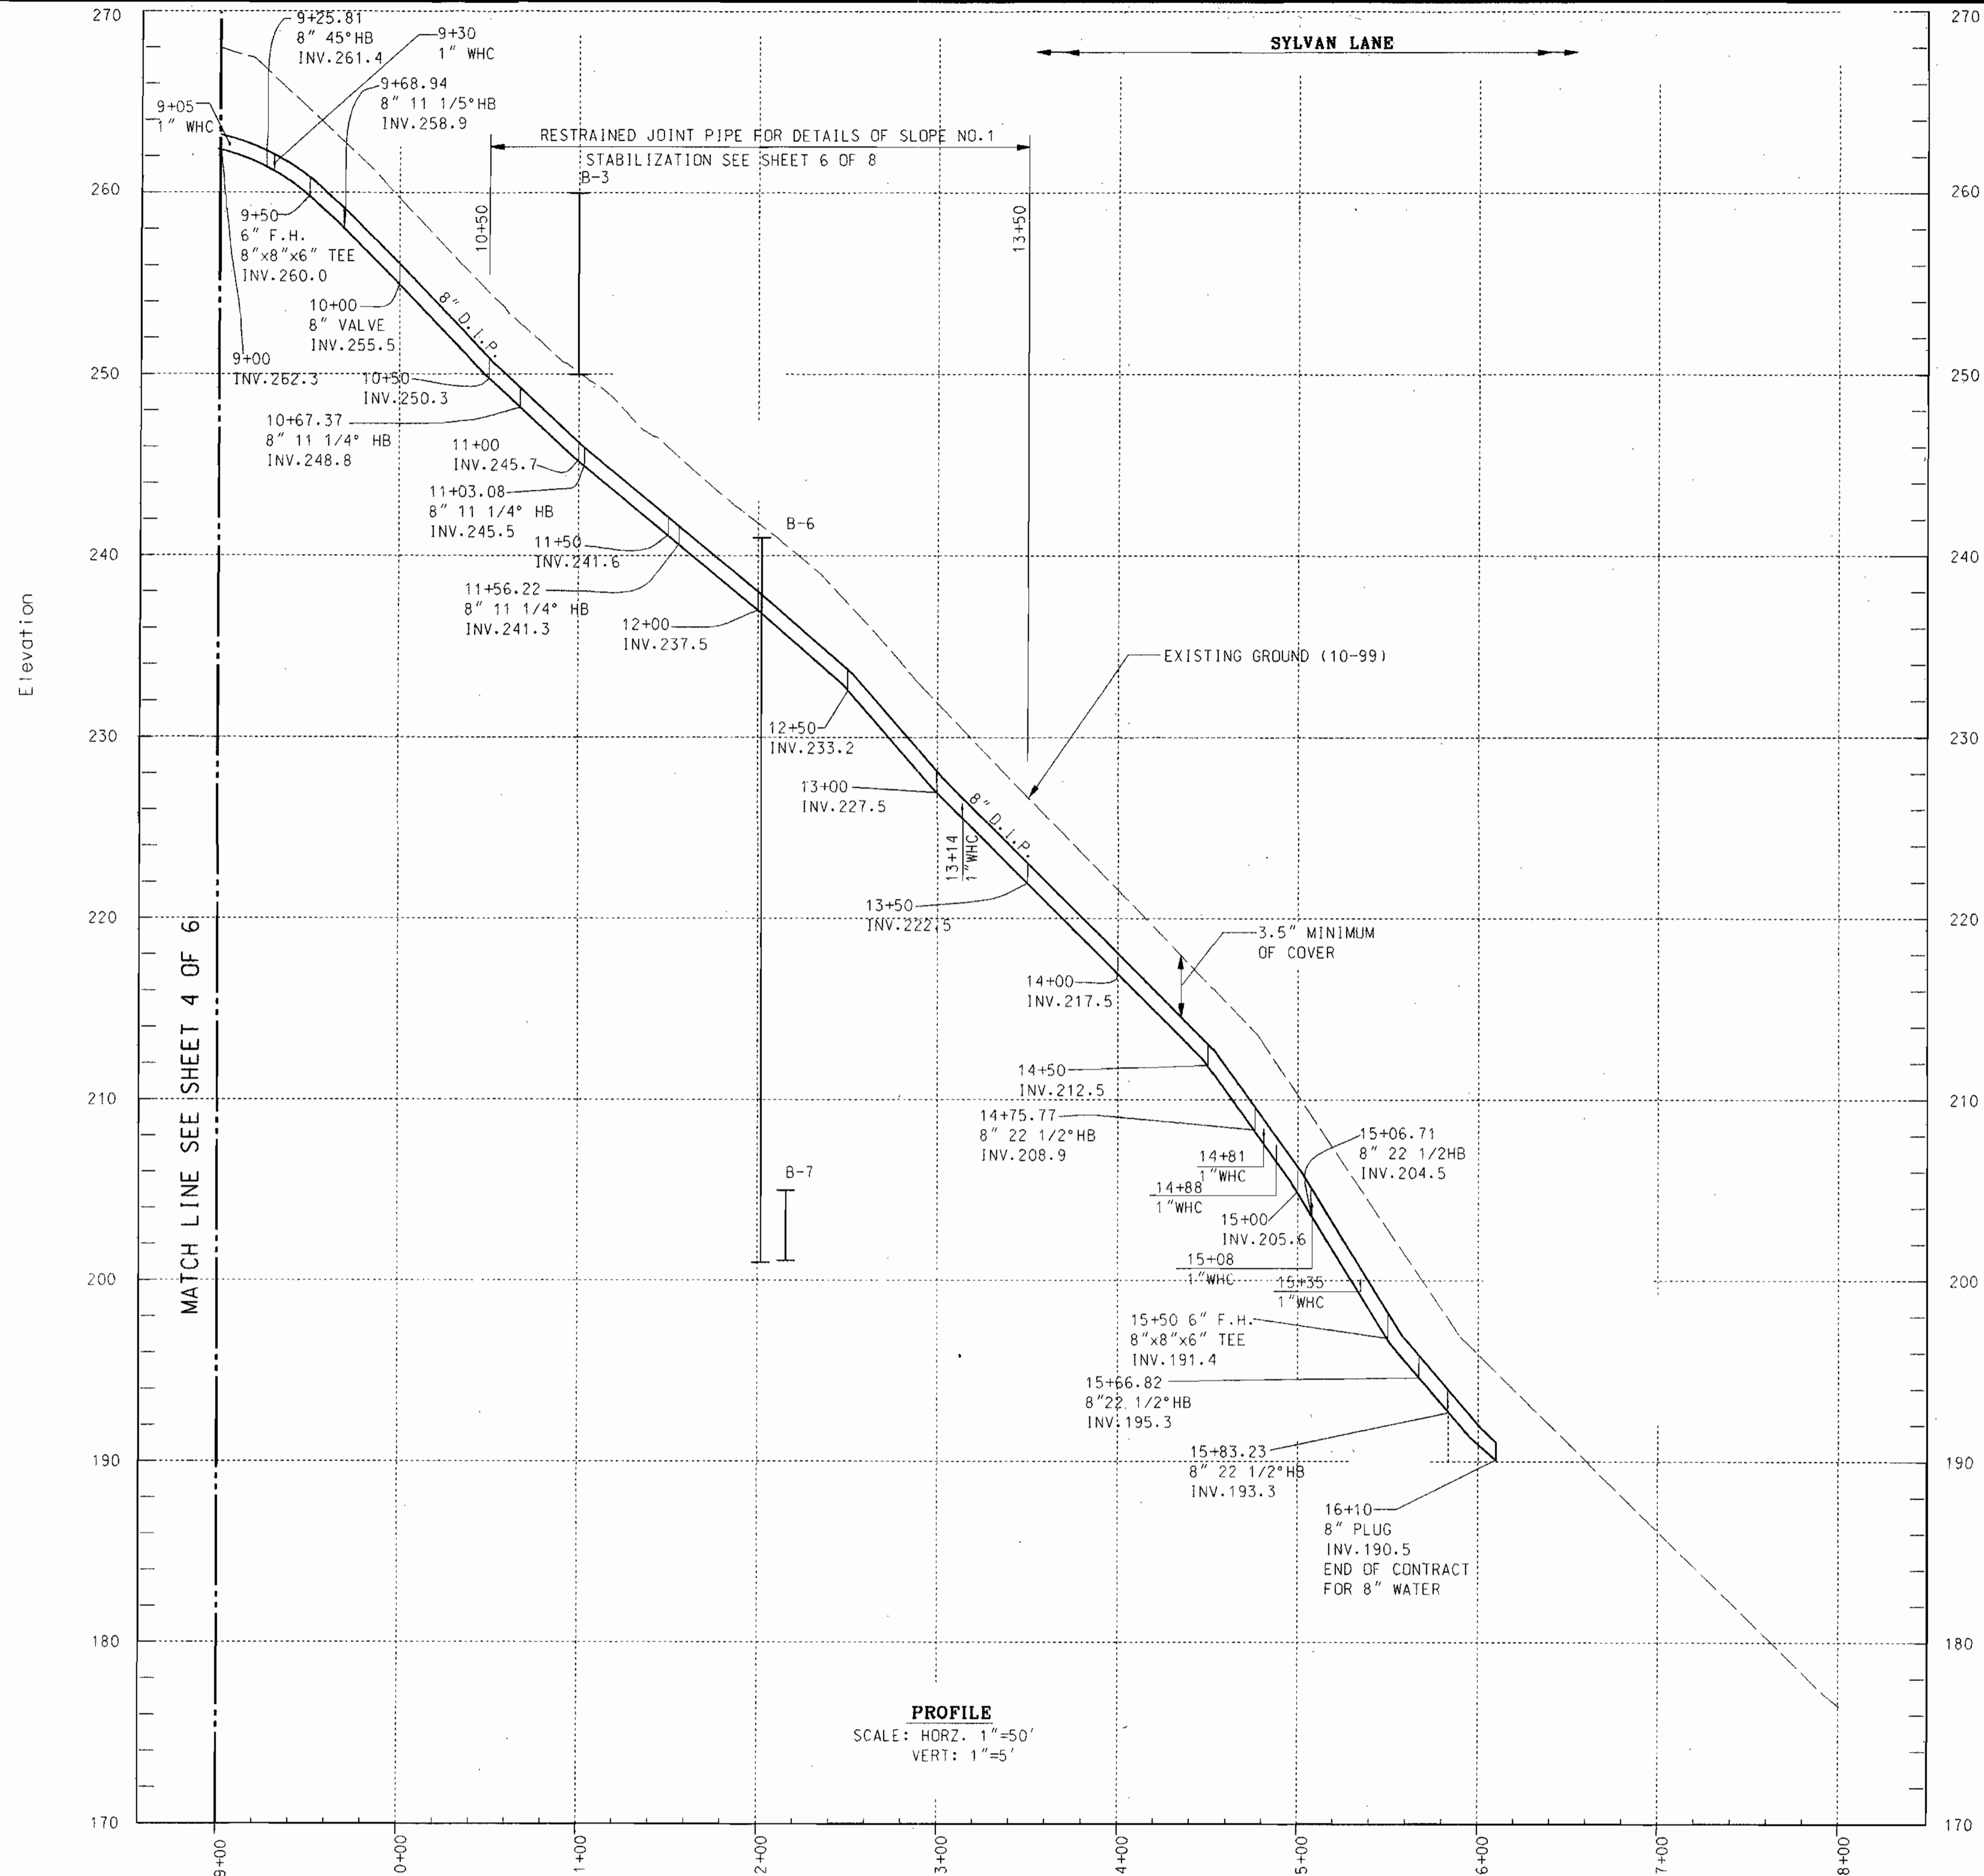 270
270
9+25.81
8" 45°HB
INV.261.4
9+30
1" WHC
SYLVAN LANE
9+68.94
8" 11 1/5°HB
INV.258.9
9+05
1" WHC
RESTRAINED JOINT PIPE FOR DETAILS OF SLOPE NO.1
STABILIZATION SEE SHEET 6 OF 8
B-3
260
260
9+50
6" F.H.
8"x8"x6" TEE
INV.260.0
10+50
13+50
10+00
8" VALVE
INV.255.5
8" D.I.P.
9+00
INV.262.3
250
250
10+50
INV.250.3
10+67.37
8" 11 1/4° HB
INV.248.8
11+00
INV.245.7
11+03.08
8" 11 1/4° HB
INV.245.5
B-6
11+50
INV.241.6
240
240
11+56.22
8" 11 1/4° HB
INV.241.3
12+00
INV.237.5
Elevation
EXISTING GROUND (10-99)
12+50
INV.233.2
230
230
13+00
INV.227.5
8" D.I.P.
13+14
1"WHC
13+50
INV.222.5
220
220
3.5" MINIMUM
OF COVER
MATCH LINE SEE SHEET 4 OF 6
14+00
INV.217.5
14+50
INV.212.5
210
210
14+75.77
8" 22 1/2°HB
INV.208.9
15+06.71
8" 22 1/2HB
INV.204.5
14+81
1"WHC
B-7
14+88
1"WHC
15+00
INV.205.6
15+08
1"WHC
15+35
1"WHC
200
200
15+50 6" F.H.
8"x8"x6" TEE
INV.191.4
15+66.82
8"22 1/2°HB
INV.195.3
15+83.23
8" 22 1/2°HB
INV.193.3
190
190
16+10
8" PLUG
INV.190.5
END OF CONTRACT
FOR 8" WATER
180
180
PROFILE
SCALE: HORZ. 1"=50'
VERT: 1"=5'
170
170
9+00
0+00
1+00
2+00
3+00
4+00
5+00
6+00
7+00
8+00